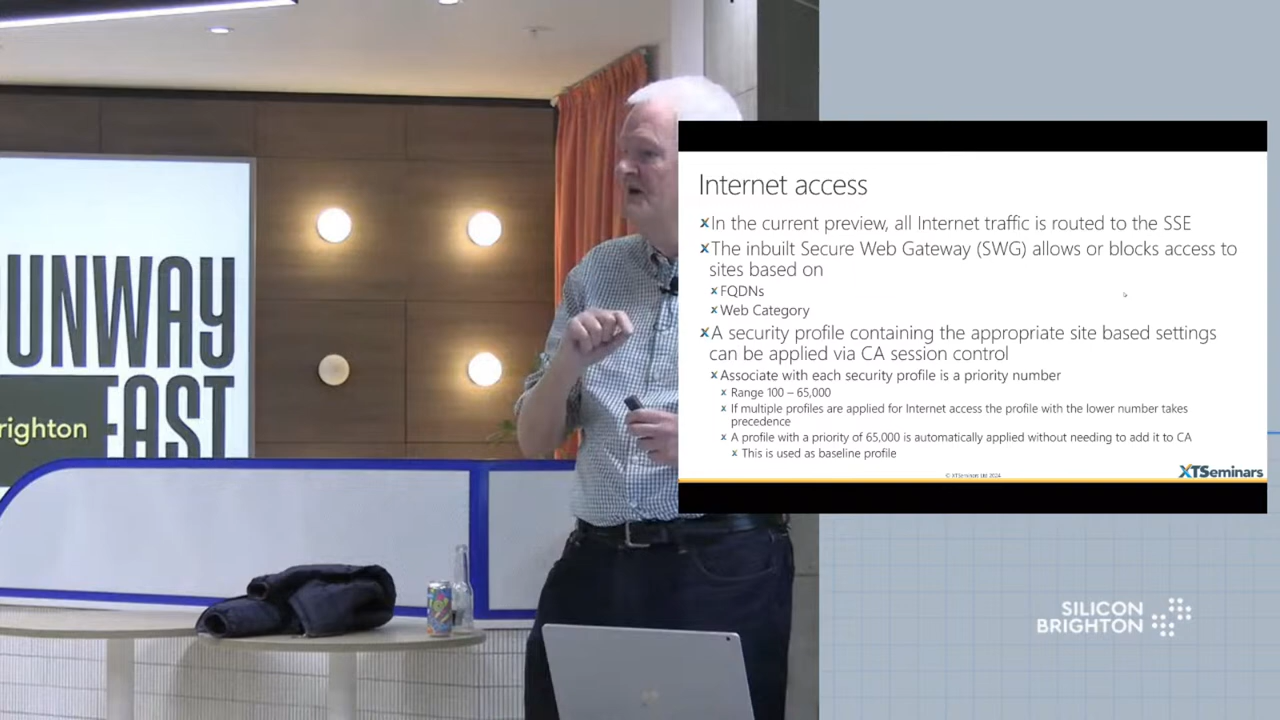 UNWAY
EAST
righton
Internet access
In the current preview, all Internet traffic is routed to the SSE
The inbuilt Secure Web Gateway (SWG) allows or blocks access to
sites based on
FQDNs
Web Category
A security profile containing the appropriate site based settings
can be applied via CA session control
Associate with each security profile is a priority number
Range 100 – 65,000
If multiple profiles are applied for Internet access the profile with the lower number takes
precedence
A profile with a priority of 65,000 is automatically applied without needing to add it to CA
This is used as baseline profile
© XTSeminars Ltd 2024
XTSeminars
SILICON
BRIGHTON